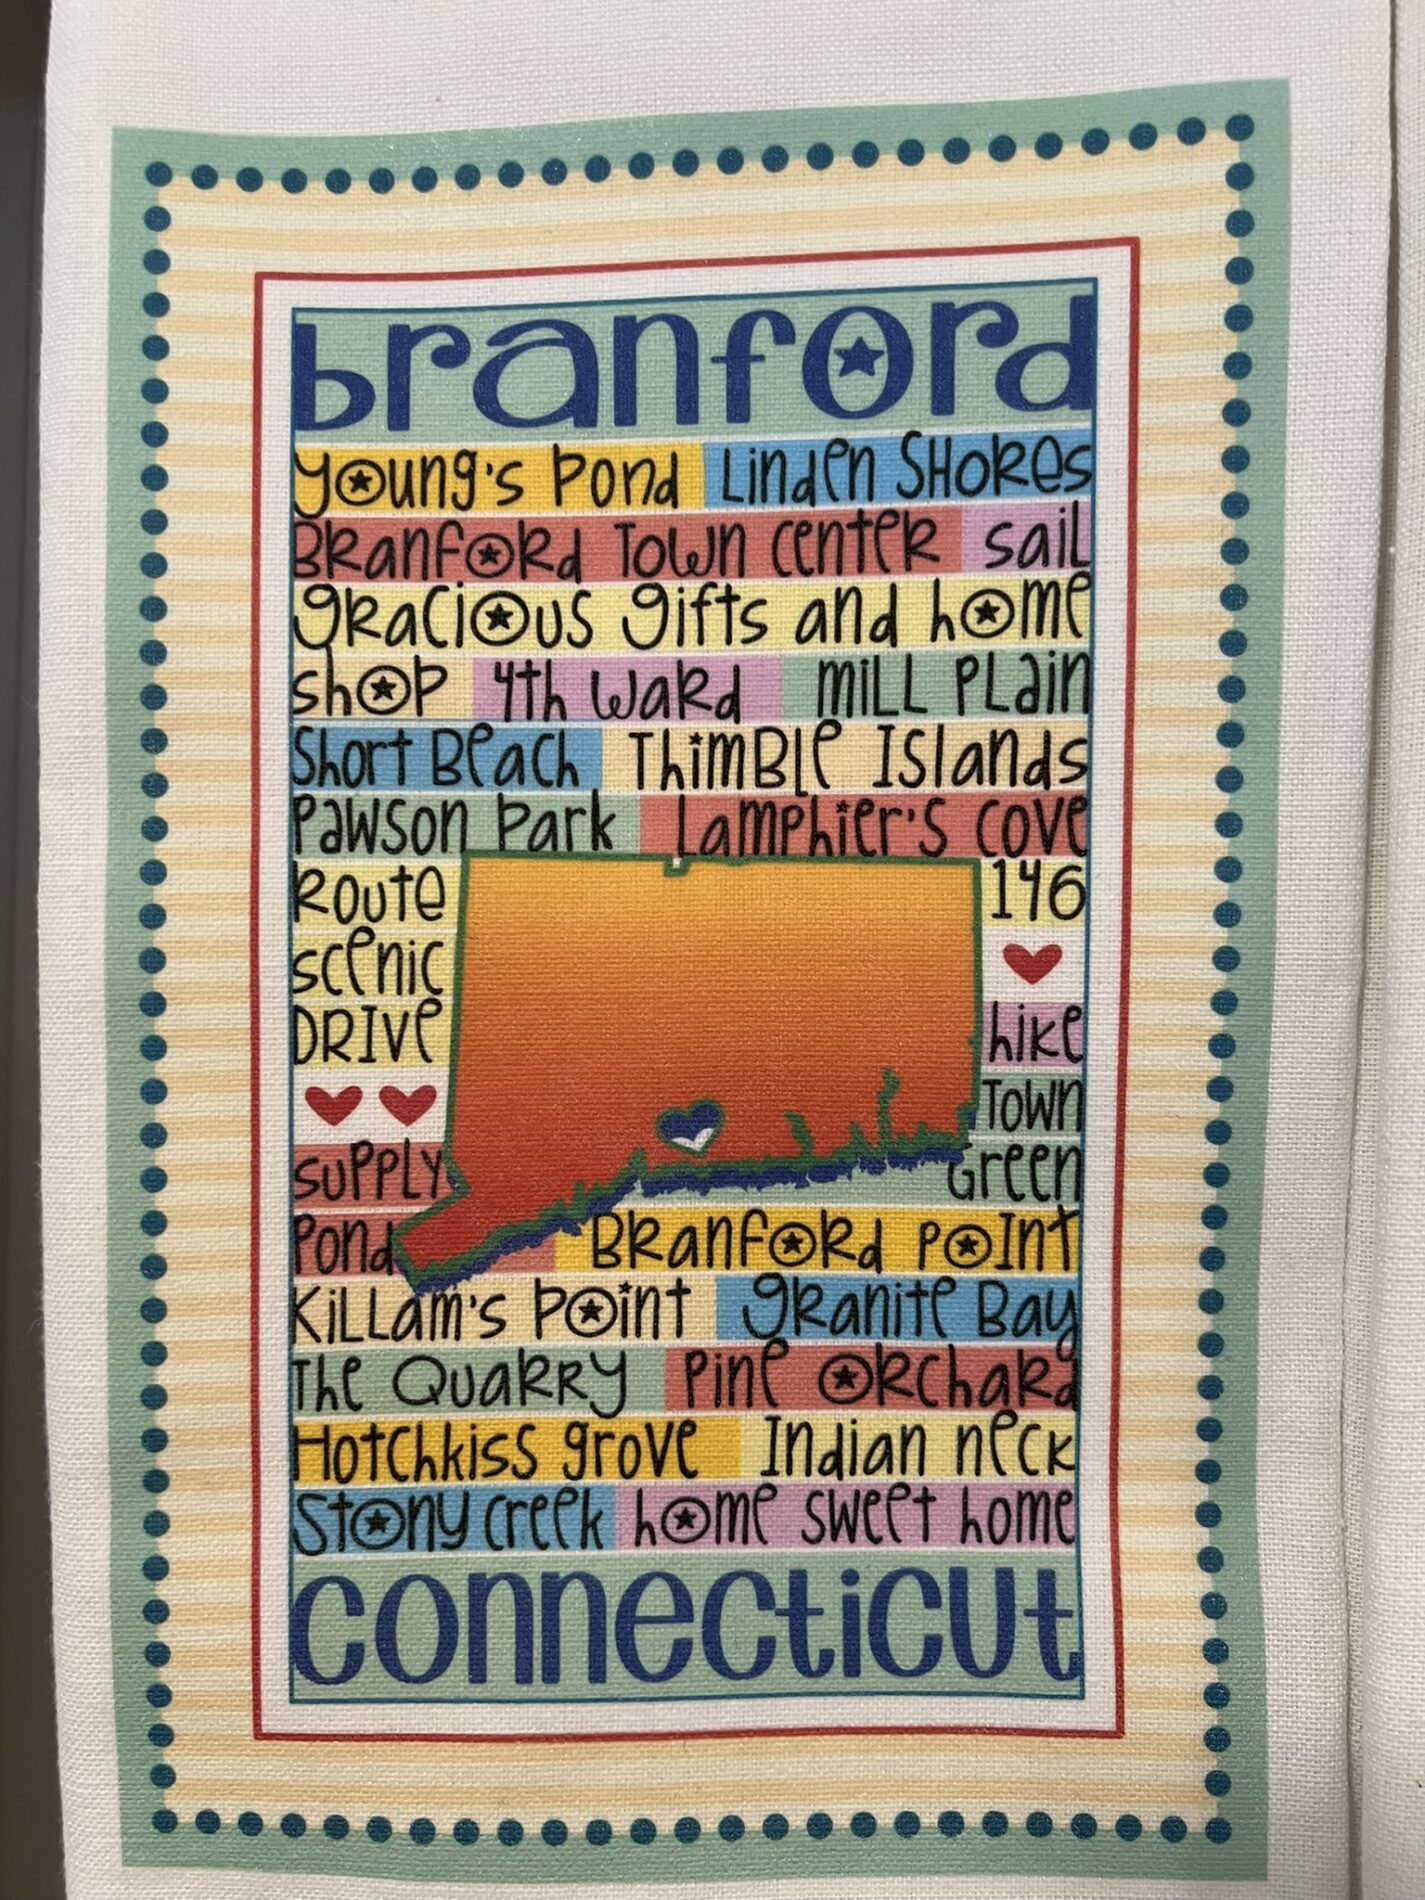 branford
young's pond Linden Shores
Branford Town center sail
gracious gifts and home
shop 4th ward mill plain
Short Beach Thimble Islands
Pawson Park Lamphier's cove
Route 146
scenic
DRIVe hike
Town
supply Green
Pond Branford point
Killam's Point granite Bay
The Quarry Pine Orchard
Hotchkiss grove Indian neck
Stony creek home sweet home
connecticut